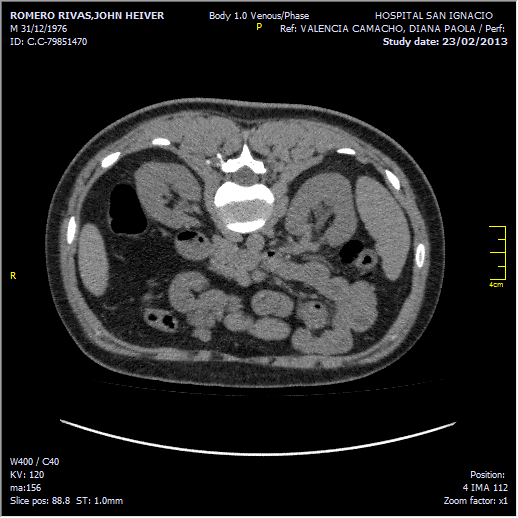 ROMERO RIVAS,JOHN HEIVER
M 31/12/1976
ID: C.C-79851470
Body 1.0 Venous/Phase
P
HOSPITAL SAN IGNACIO
Ref: VALENCIA CAMACHO, DIANA PAOLA / Perf:
Study date: 23/02/2013
R
4cm
W400 / C40
KV: 120
ma:156
Slice pos: 88.8 ST: 1.0mm
Position:
4 IMA 112
Zoom factor: x1